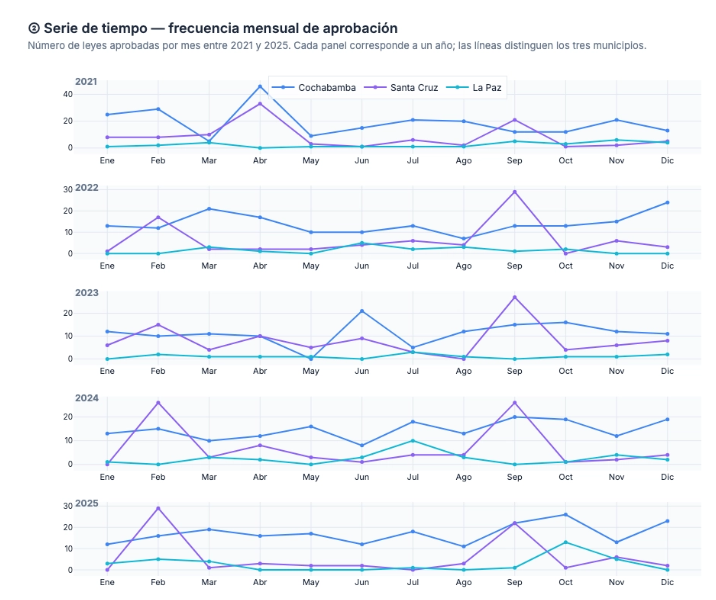 ② Serie de tiempo — frecuencia mensual de aprobación
Número de leyes aprobadas por mes entre 2021 y 2025. Cada panel corresponde a un año; las líneas distinguen los tres municipios.
2021
Cochabamba Santa Cruz La Paz
40
20
0
Ene Feb Mar Abr May Jun Jul Ago Sep Oct Nov Dic
2022
30
20
10
0
Ene Feb Mar Abr May Jun Jul Ago Sep Oct Nov Dic
2023
20
10
0
Ene Feb Mar Abr May Jun Jul Ago Sep Oct Nov Dic
2024
20
10
0
Ene Feb Mar Abr May Jun Jul Ago Sep Oct Nov Dic
2025
30
20
10
0
Ene Feb Mar Abr May Jun Jul Ago Sep Oct Nov Dic